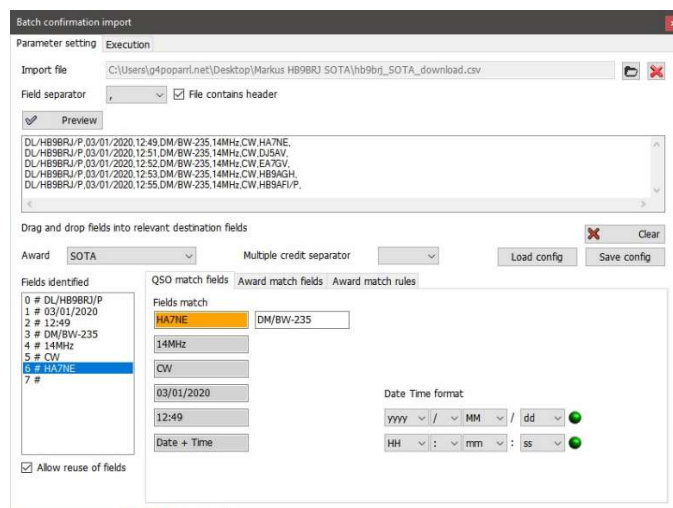 Batch confirmation import
Parameter setting Execution
Import file C:\Users\g4poparrl.net\Desktop\Markus HB9BRJ SOTA\hb9brj_SOTA_download.csv
Field separator , File contains header
Preview
DL/HB9BRJ/P,03/01/2020,12:49,DM/BW-235,14MHz,CW,HA7NE,
DL/HB9BRJ/P,03/01/2020,12:51,DM/BW-235,14MHz,CW,DJ5AV,
DL/HB9BRJ/P,03/01/2020,12:52,DM/BW-235,14MHz,CW,EA7GV,
DL/HB9BRJ/P,03/01/2020,12:53,DM/BW-235,14MHz,CW,HB9AGH,
DL/HB9BRJ/P,03/01/2020,12:55,DM/BW-235,14MHz,CW,HB9AFI/P,
Drag and drop fields into relevant destination fields Clear
Award SOTA Multiple credit separator Load config Save config
Fields identified QSO match fields Award match fields Award match rules
0 # DL/HB9BRJ/P
1 # 03/01/2020
2 # 12:49
3 # DM/BW-235
4 # 14MHz
5 # CW
6 # HA7NE
7 #
Fields match
HA7NE DM/BW-235
14MHz
CW
03/01/2020 Date Time format
12:49 yyyy / MM / dd
Date + Time HH : mm : ss
Allow reuse of fields